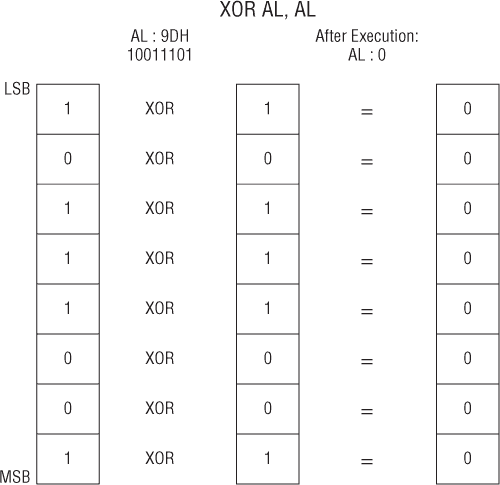 XOR AL, AL
AL : 9DH After Execution:
10011101 AL : 0
LSB
1 XOR 1 = 0
0 XOR 0 = 0
1 XOR 1 = 0
1 XOR 1 = 0
1 XOR 1 = 0
0 XOR 0 = 0
0 XOR 0 = 0
1 XOR 1 = 0
MSB